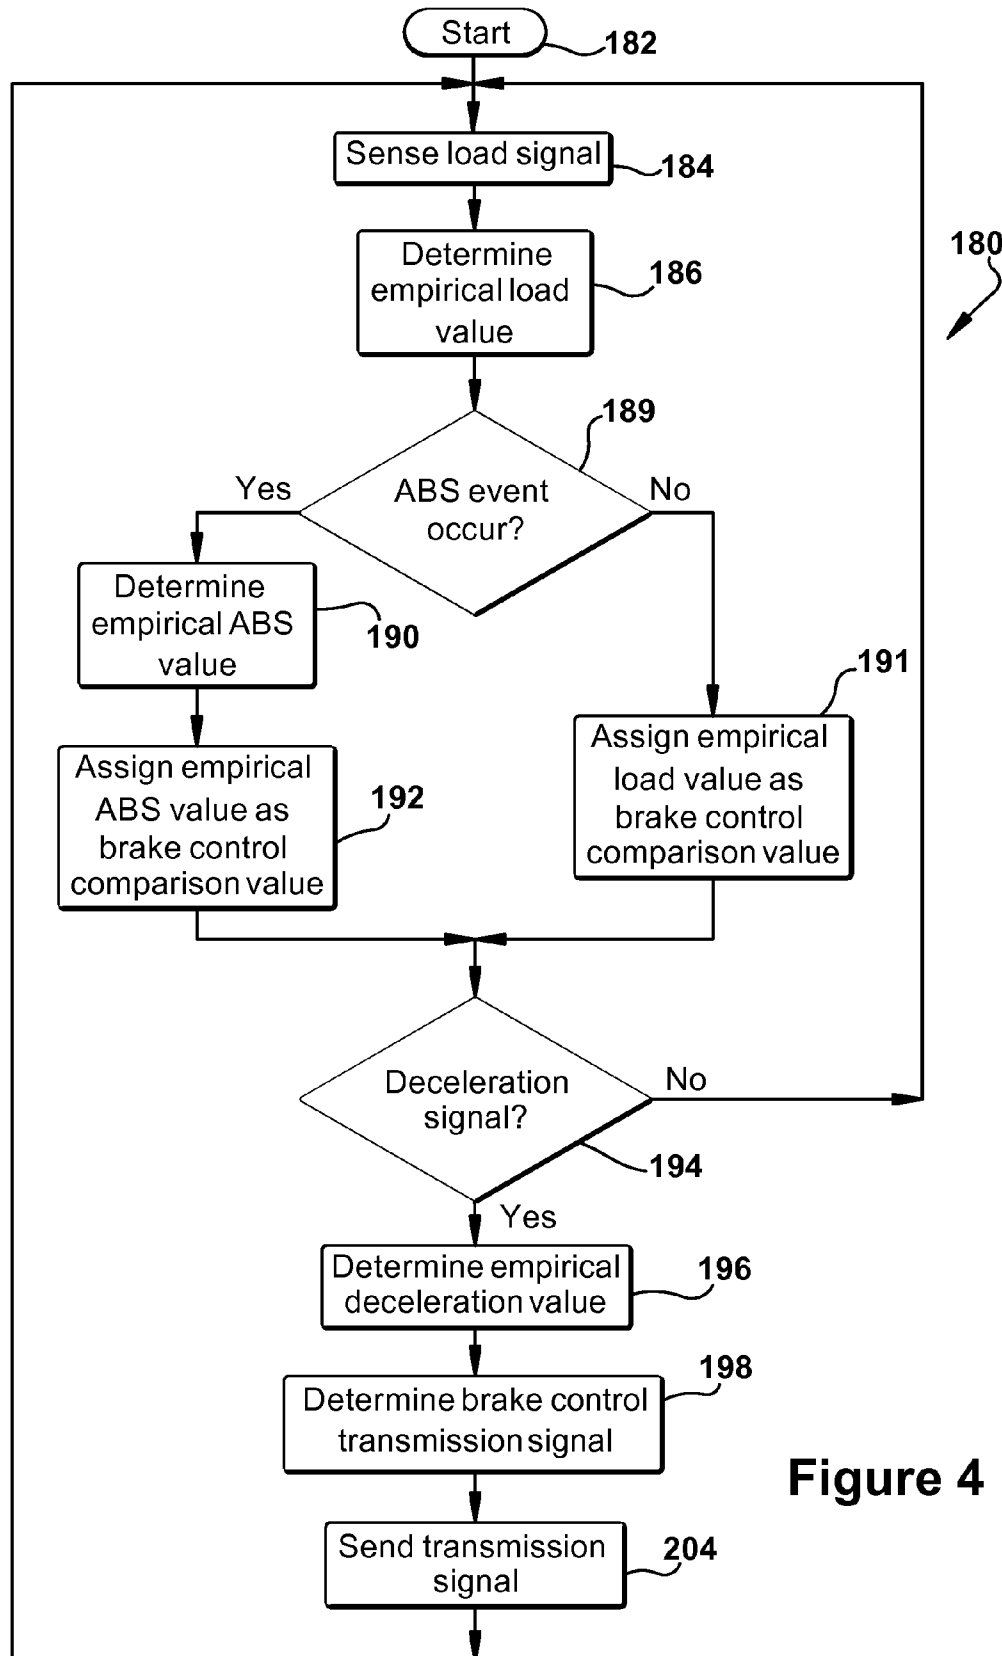 Start
182
Sense load signal
184
Determine
empirical load
value
186
180
189
ABS event
occur?
Yes
No
Determine
empirical ABS
value
190
Assign empirical
ABS value as
brake control
comparison value
192
191
Assign empirical
load value as
brake control
comparison value
Deceleration
signal?
No
194
Yes
Determine empirical
deceleration value
196
Determine brake control
transmission signal
198
Figure 4
Send transmission
signal
204